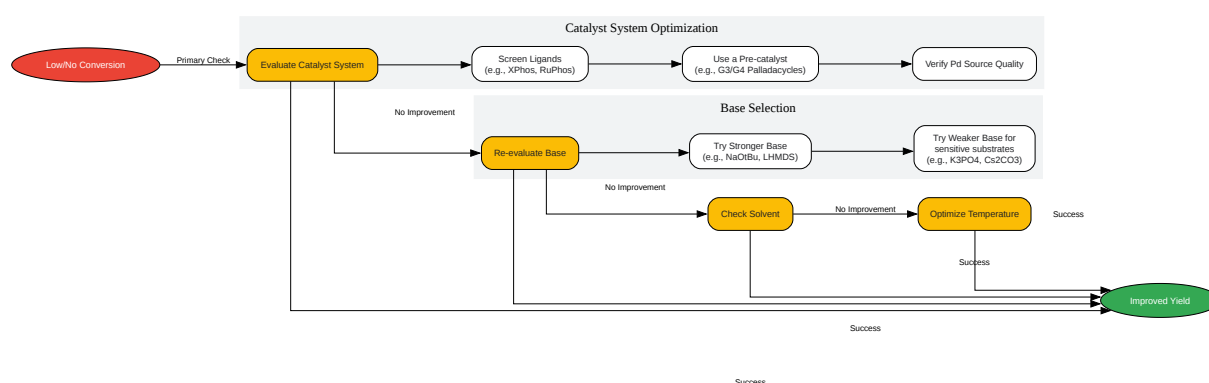 Catalyst System Optimization
Low/No Conversion
Primary Check
Evaluate Catalyst System
Screen Ligands
(e.g., XPhos, RuPhos)
Use a Pre-catalyst
(e.g., G3/G4 Palladacycles)
Verify Pd Source Quality
No Improvement
Base Selection
Re-evaluate Base
Try Stronger Base
(e.g., NaOtBu, LHMDS)
Try Weaker Base for
sensitive substrates
(e.g., K3PO4, Cs2CO3)
No Improvement
Check Solvent
No Improvement
Optimize Temperature
Success
Success
Improved Yield
Success
Success